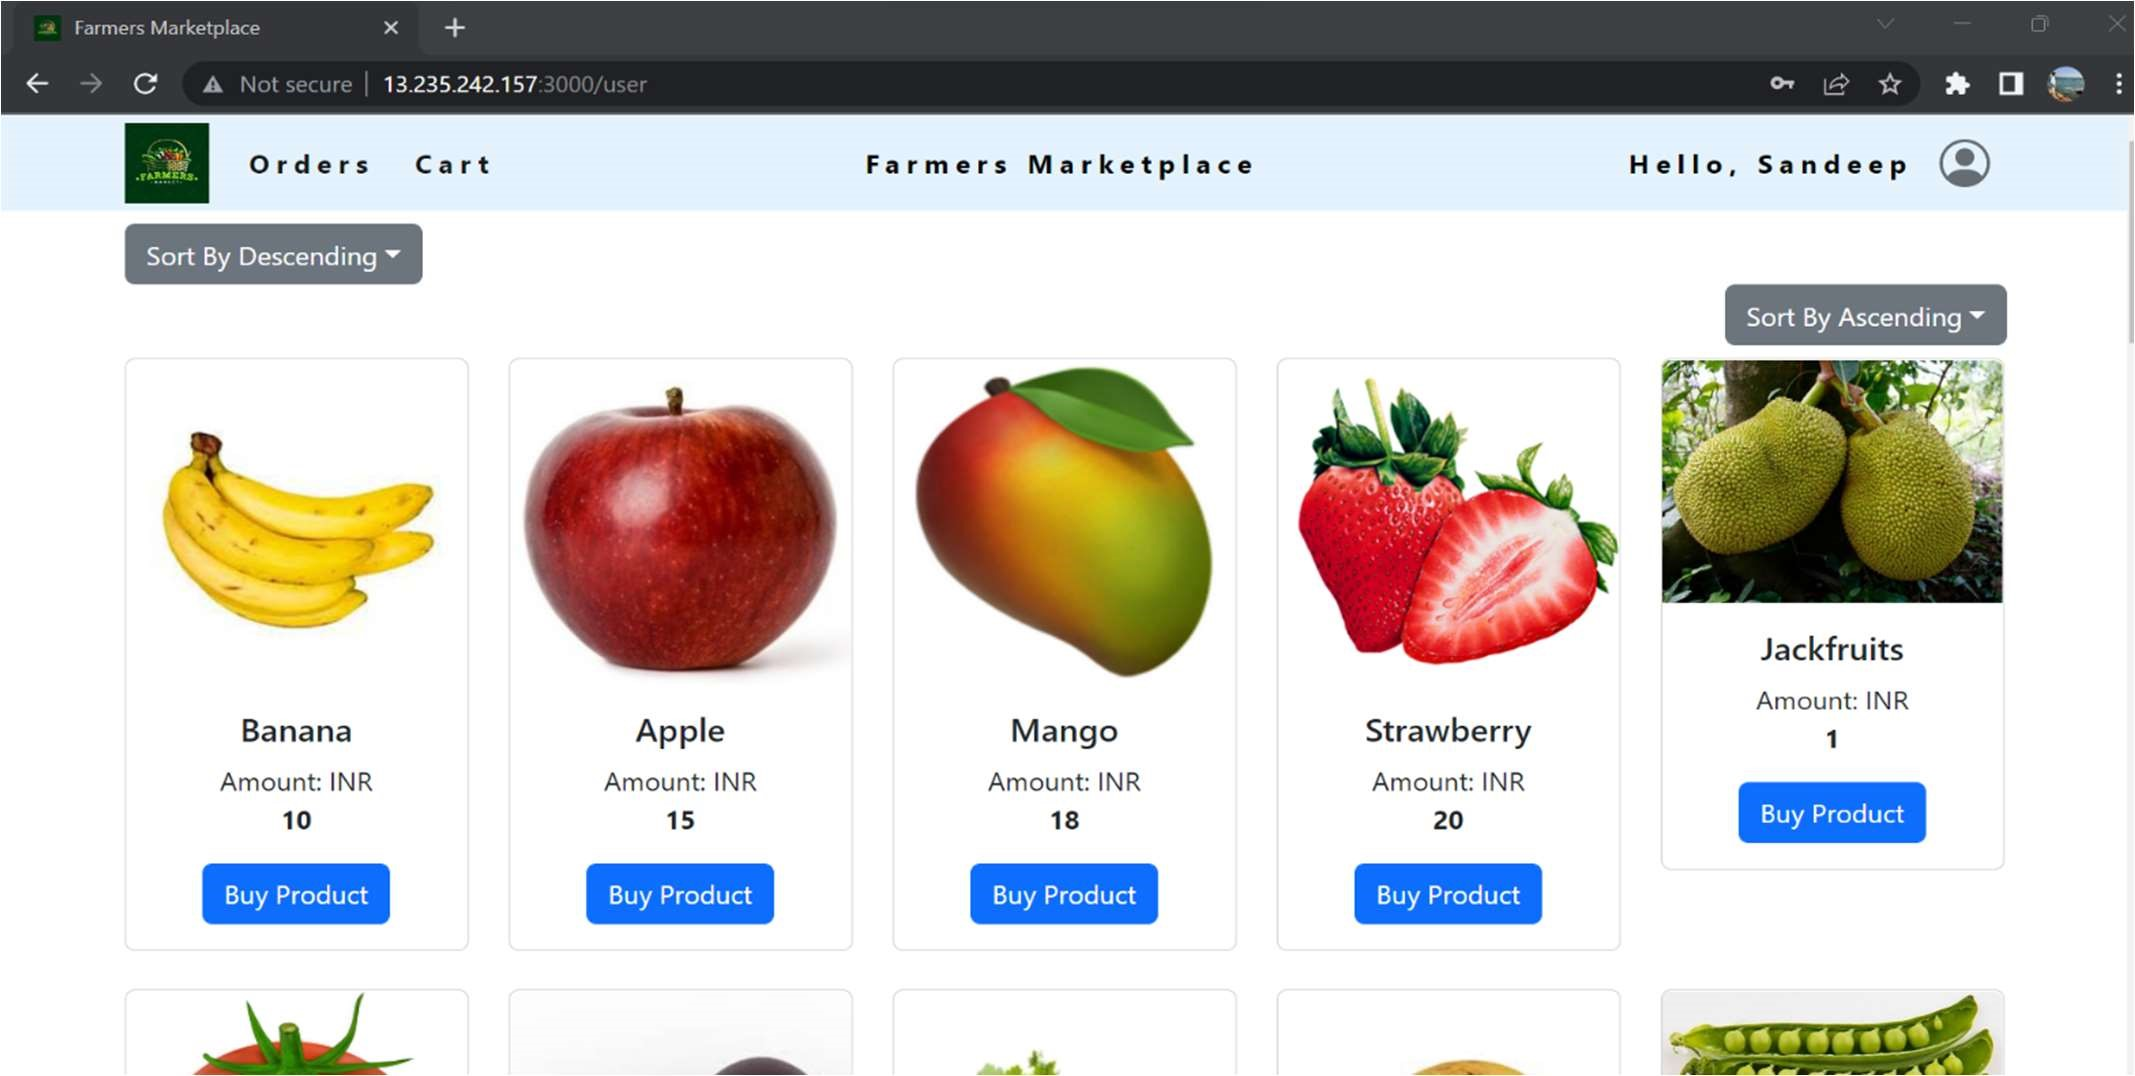 Farmers Marketplace
Not secure | 13.235.242.157:3000/user
FARMERS
MARKET
Orders Cart Farmers Marketplace Hello, Sandeep
Sort By Descending
Sort By Ascending
Banana
Amount: INR
10
Buy Product
Apple
Amount: INR
15
Buy Product
Mango
Amount: INR
18
Buy Product
Strawberry
Amount: INR
20
Buy Product
Jackfruits
Amount: INR
1
Buy Product